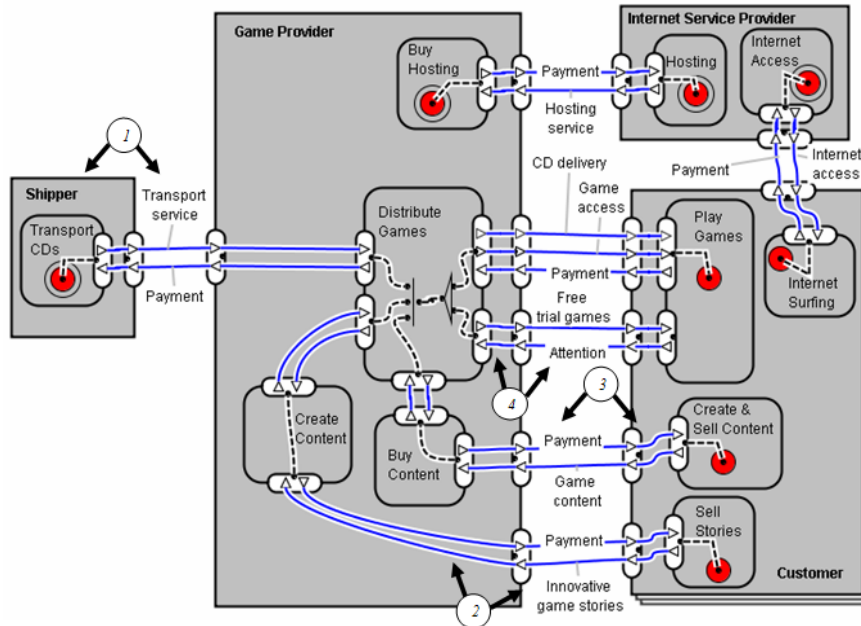 Game Provider
Internet Service Provider
Buy
Hosting
Payment
Hosting
service
Hosting
Internet
Access
1
Shipper
Transport
CDs
Transport
service
Payment
Distribute
Games
CD delivery
Game
access
Payment
Internet
access
Play
Games
Payment
Free
trial games
Attention
Internet
Surfing
4
3
Create
Content
Buy
Content
Payment
Game
content
Create &
Sell Content
Payment
Innovative
game stories
Sell
Stories
2
Customer